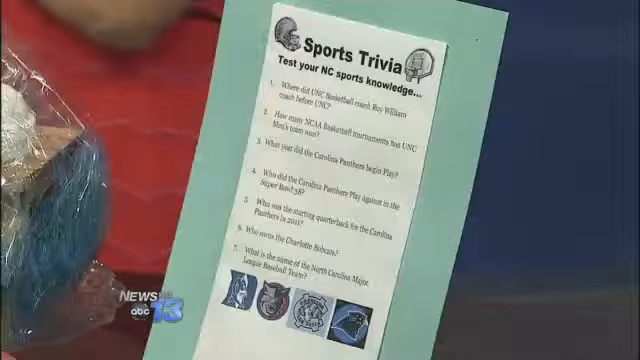 Sports Trivia
Test your NC sports knowledge...
1. Where did UNC Basketball coach Roy William
coach before UNC?
2. How many NCAA Basketball tournaments has UNC
Men's team won?
3. What year did the Carolina Panthers begin Play?
4. Who did the Carolina Panthers Play against in the
Super Bowl 38?
5. Who was the starting quarterback for the Carolina
Panthers in 2011?
6. Who owns the Charlotte Bobcats?
7. What is the name of the North Carolina Major
League Baseball Team?
News
abc 13